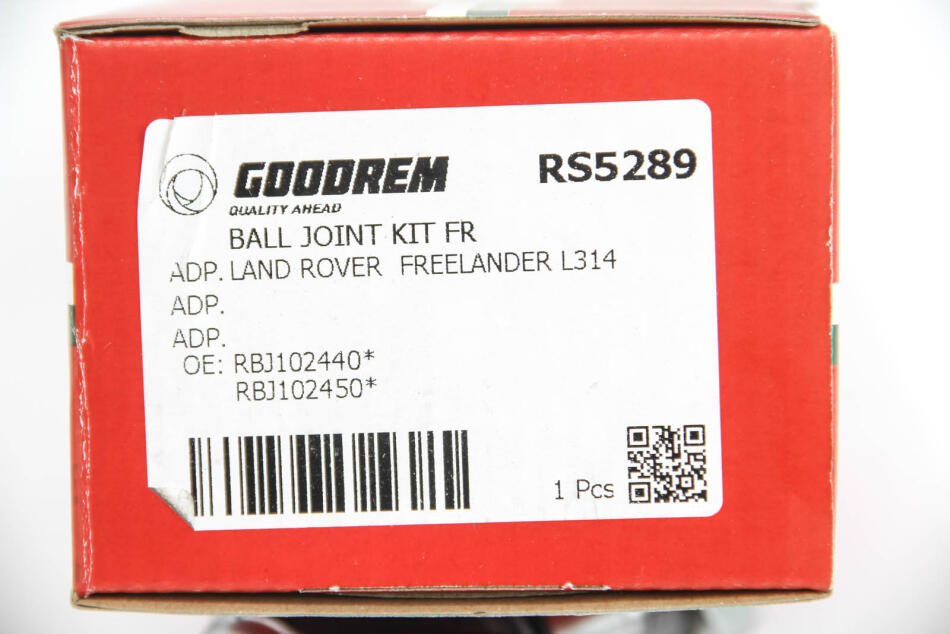 GOODREM
RS5289
QUALITY AHEAD
BALL JOINT KIT FR
ADP. LAND ROVER FREELANDER L314
ADP.
ADP.
OE: RBJ102440*
RBJ102450*
1 Pcs